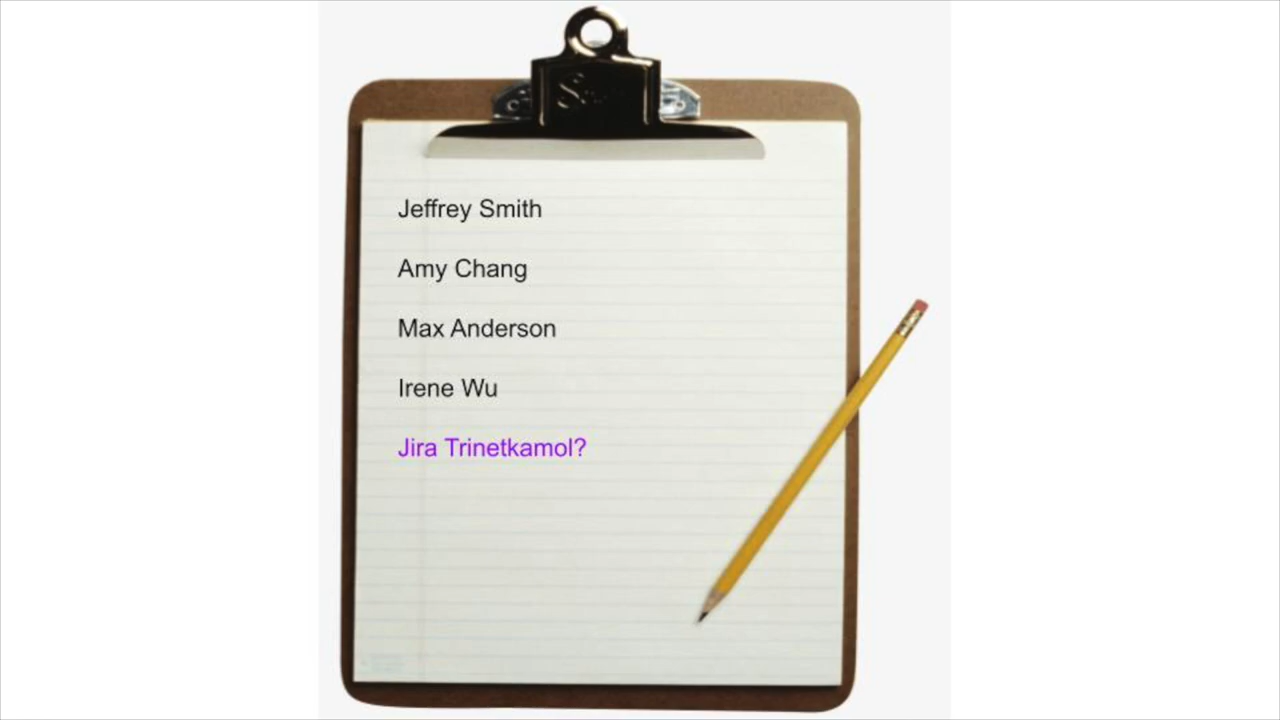 Jeffrey Smith
Amy Chang
Max Anderson
Irene Wu
Jira Trinetkamol?